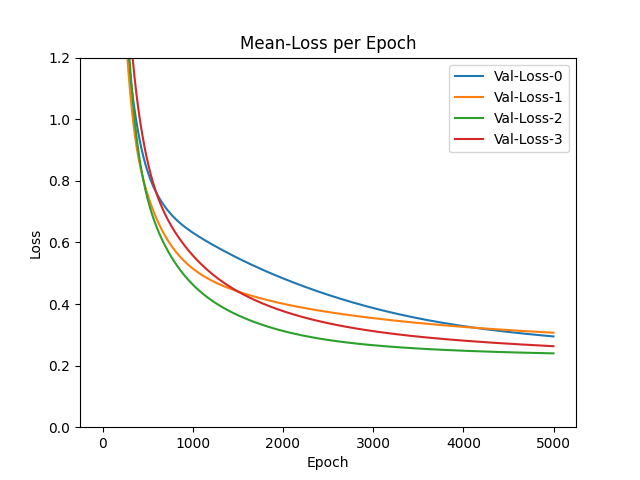 Mean-Loss per Epoch
1.2
1.0
0.8
0.6
0.4
0.2
0.0
Loss
Val-Loss-0
Val-Loss-1
Val-Loss-2
Val-Loss-3
0 1000 2000 3000 4000 5000
Epoch